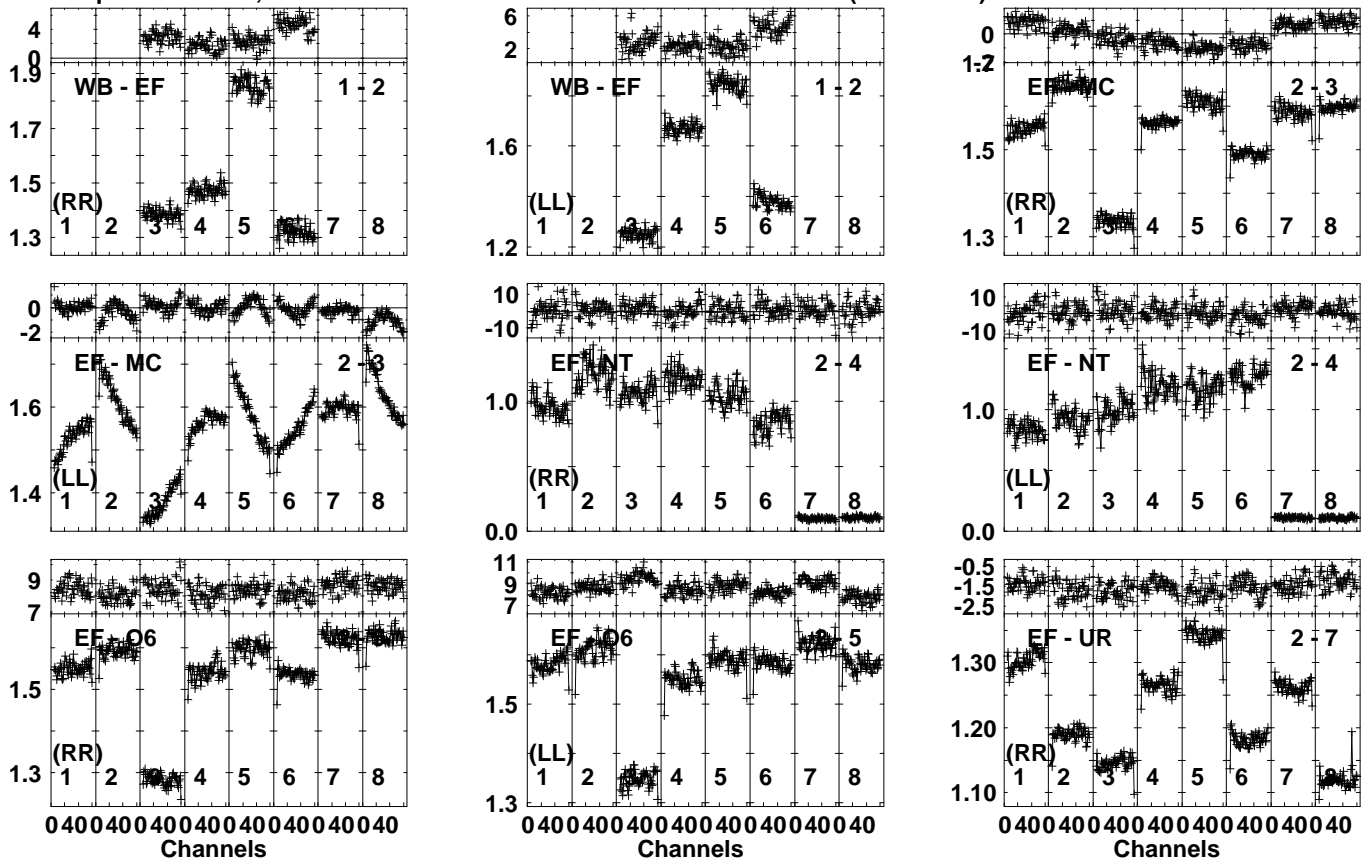 4
0
1.9
1.7
1.5
1.3
WB - EF 1 - 2
(RR)
1 2 3 4 5 6 7 8
6
2
1.6
1.2
WB - EF 1 - 2
(LL)
1 2 3 4 5 6 7 8
0
1.5
1.3
EF - MC 2 - 3
(RR)
1 2 3 4 5 6 7 8
0
-2
1.6
1.4
EF - MC 2 - 3
(LL)
1 2 3 4 5 6 7 8
10
-10
1.0
0.0
EF - NT 2 - 4
(RR)
1 2 3 4 5 6 7 8
10
-10
1.0
0.0
EF - NT 2 - 4
(LL)
1 2 3 4 5 6 7 8
9
7
1.5
1.3
EF - O6
(RR)
1 2 3 4 5 6 7 8
0 40 0 40 0 40 0 40 0 40 0 40 0 40 0 40
Channels
11
9
7
1.5
1.3
EF - O6 2 - 5
(LL)
1 2 3 4 5 6 7 8
0 40 0 40 0 40 0 40 0 40 0 40 0 40 0 40
Channels
-0.5
-1.5
-2.5
1.30
1.20
1.10
EF - UR 2 - 7
(RR)
1 2 3 4 5 6 7 8
0 40 0 40 0 40 0 40 0 40 0 40 0 40 0 40
Channels